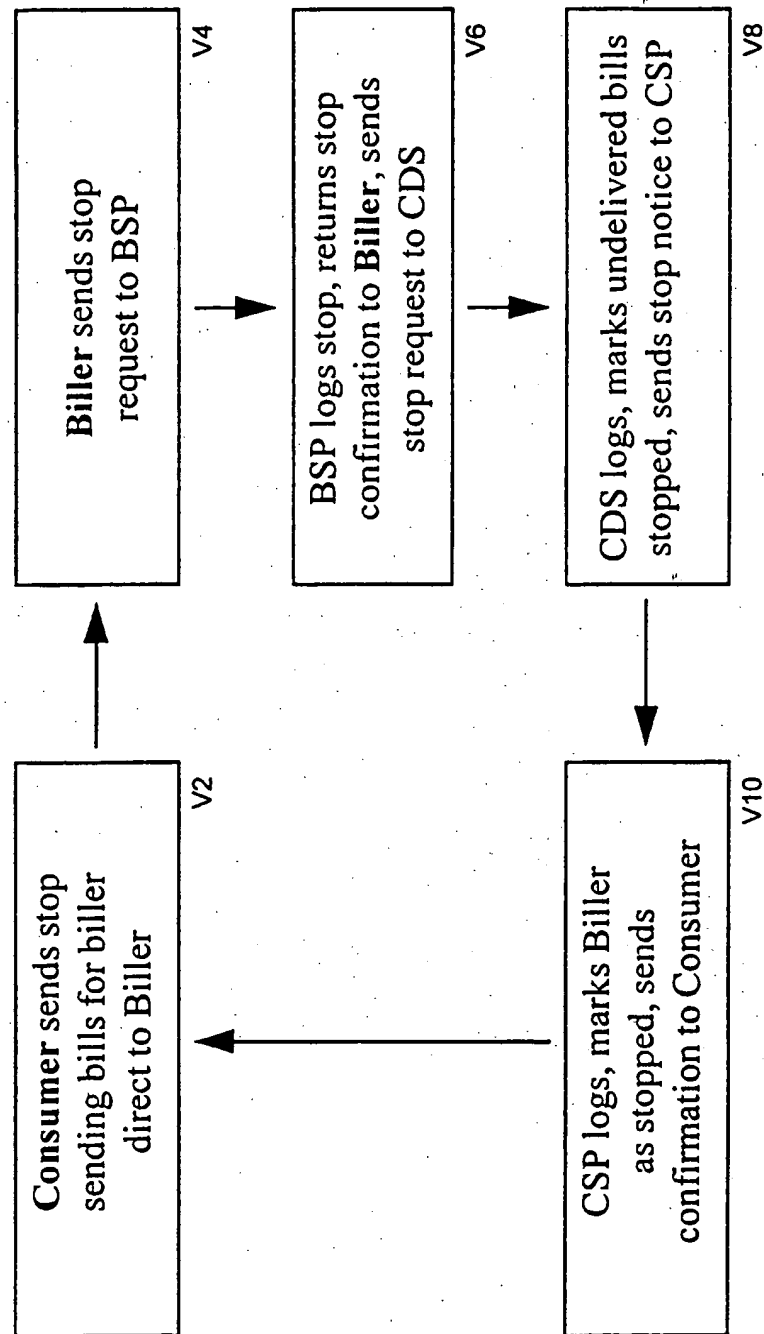 Consumer sends stop
sending bills for biller
direct to Biller
V2
Biller sends stop
request to BSP
V4
BSP logs stop, returns stop
confirmation to Biller, sends
stop request to CDS
V6
CDS logs, marks undelivered bills
stopped, sends stop notice to CSP
V8
CSP logs, marks Biller
as stopped, sends
confirmation to Consumer
V10